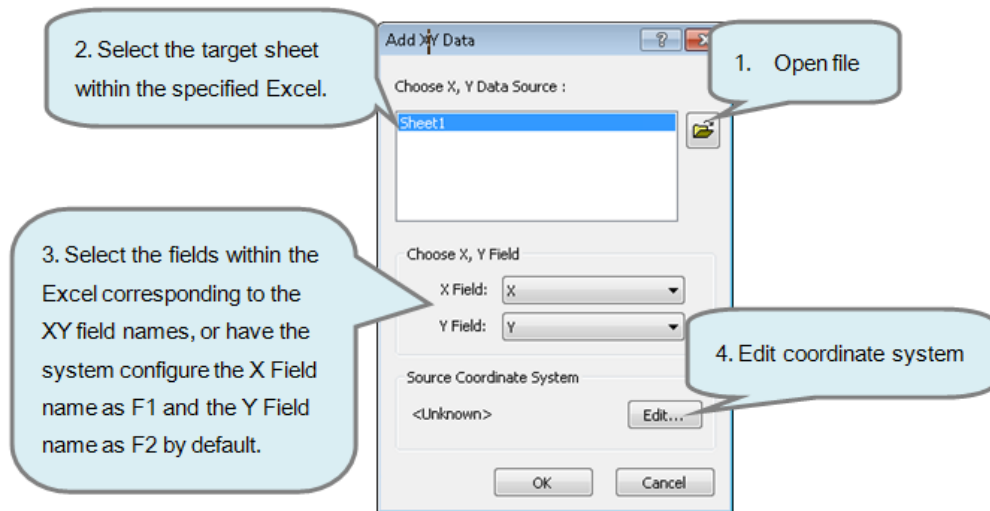 2. Select the target sheet
within the specified Excel.
Add XY Data
1. Open file
Choose X, Y Data Source :
Sheet1
3. Select the fields within the
Excel corresponding to the
XY field names, or have the
system configure the X Field
name as F1 and the Y Field
name as F2 by default.
Choose X, Y Field
X Field: X
Y Field: Y
4. Edit coordinate system
Source Coordinate System
<Unknown> Edit...
OK Cancel